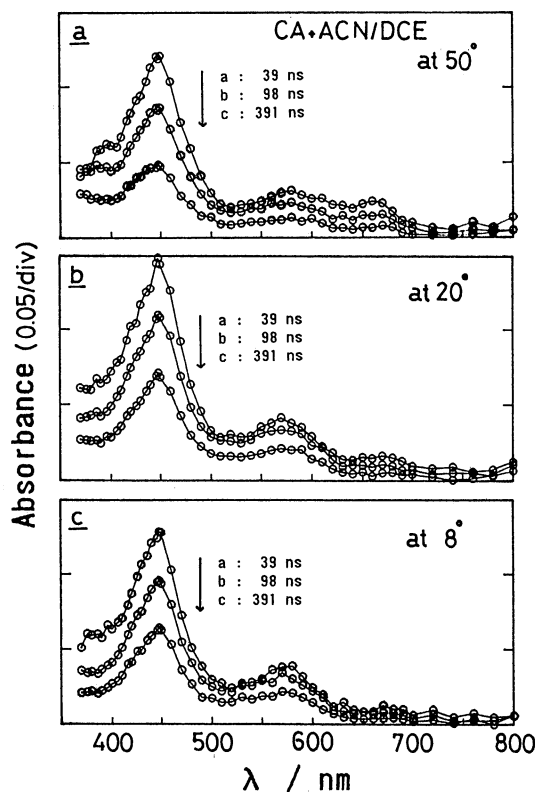 a
CA+ACN/DCE
at 50°
a : 39 ns
b : 98 ns
c : 391 ns
b
at 20°
a : 39 ns
b : 98 ns
c : 391 ns
c
at 8°
a : 39 ns
b : 98 ns
c : 391 ns
Absorbance (0.05/div)
400 500 600 700 800
λ / nm